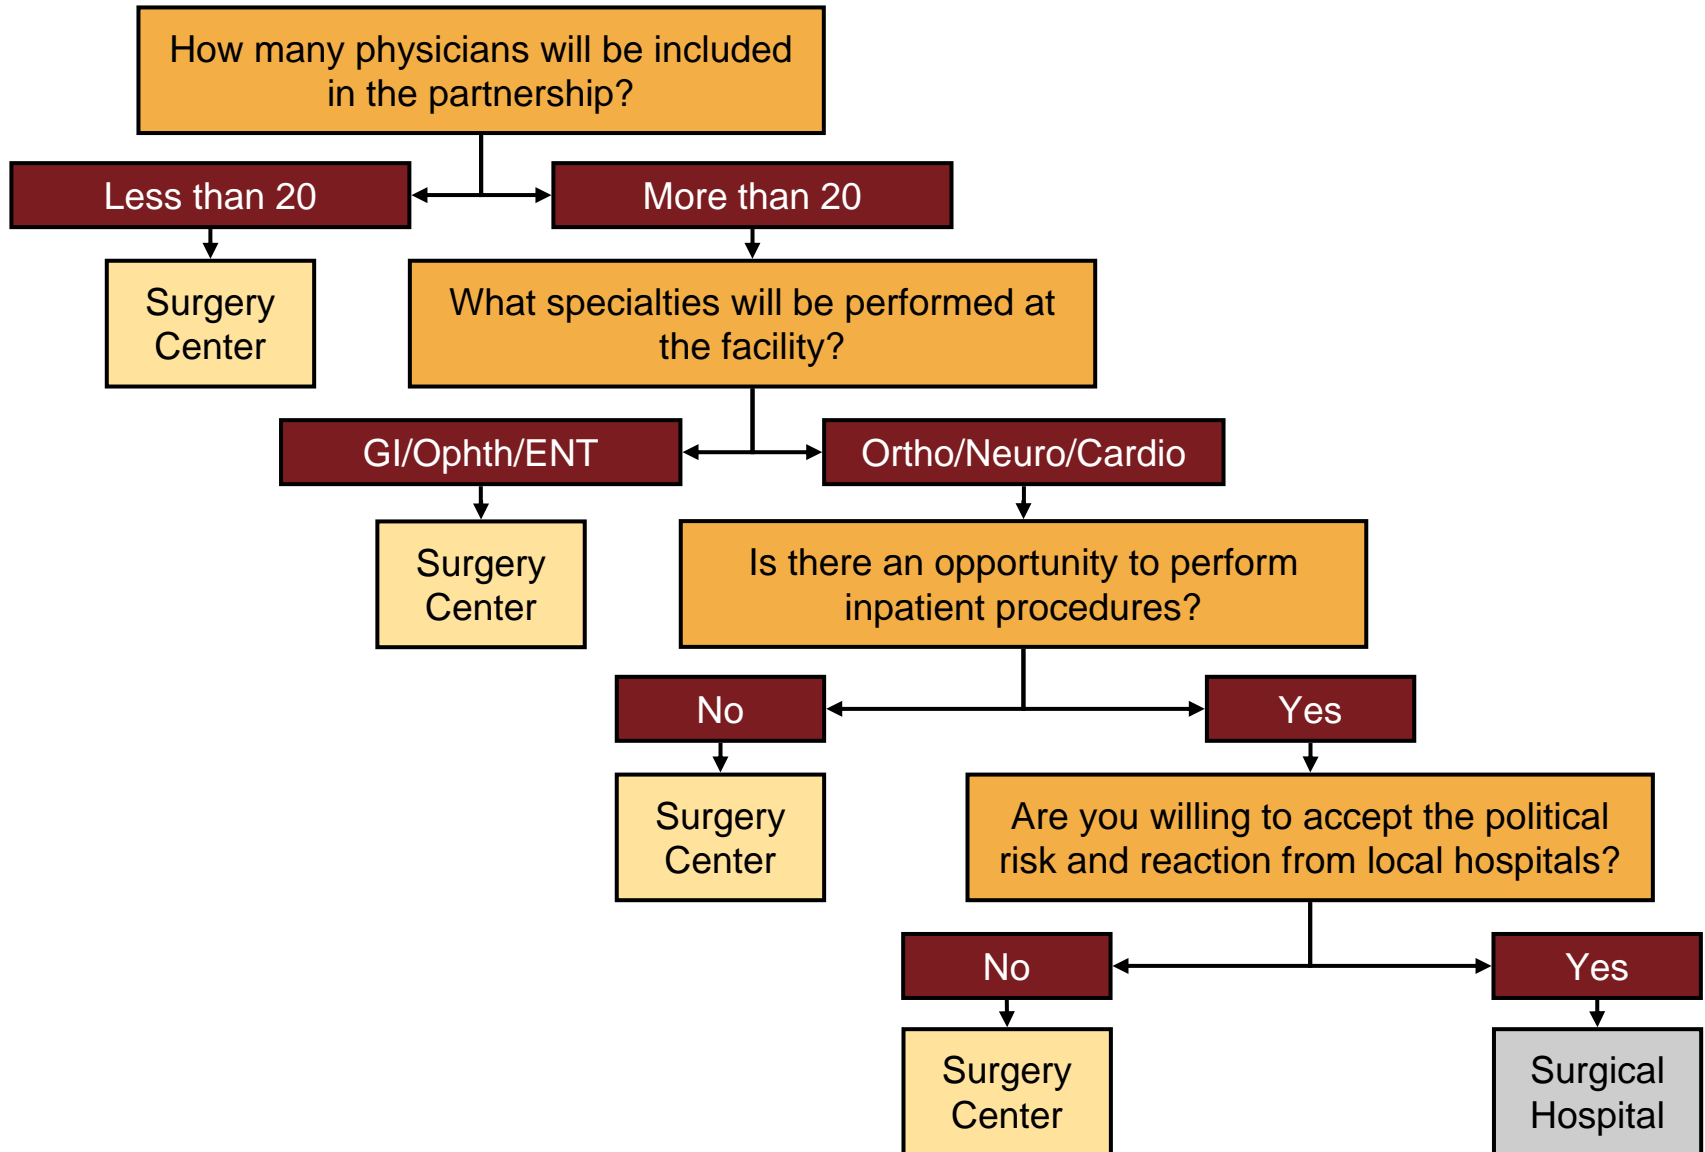 How many physicians will be included
in the partnership?
Less than 20
More than 20
Surgery
Center
What specialties will be performed at
the facility?
GI/Ophth/ENT
Ortho/Neuro/Cardio
Surgery
Center
Is there an opportunity to perform
inpatient procedures?
No
Yes
Surgery
Center
Are you willing to accept the political
risk and reaction from local hospitals?
No
Yes
Surgery
Center
Surgical
Hospital